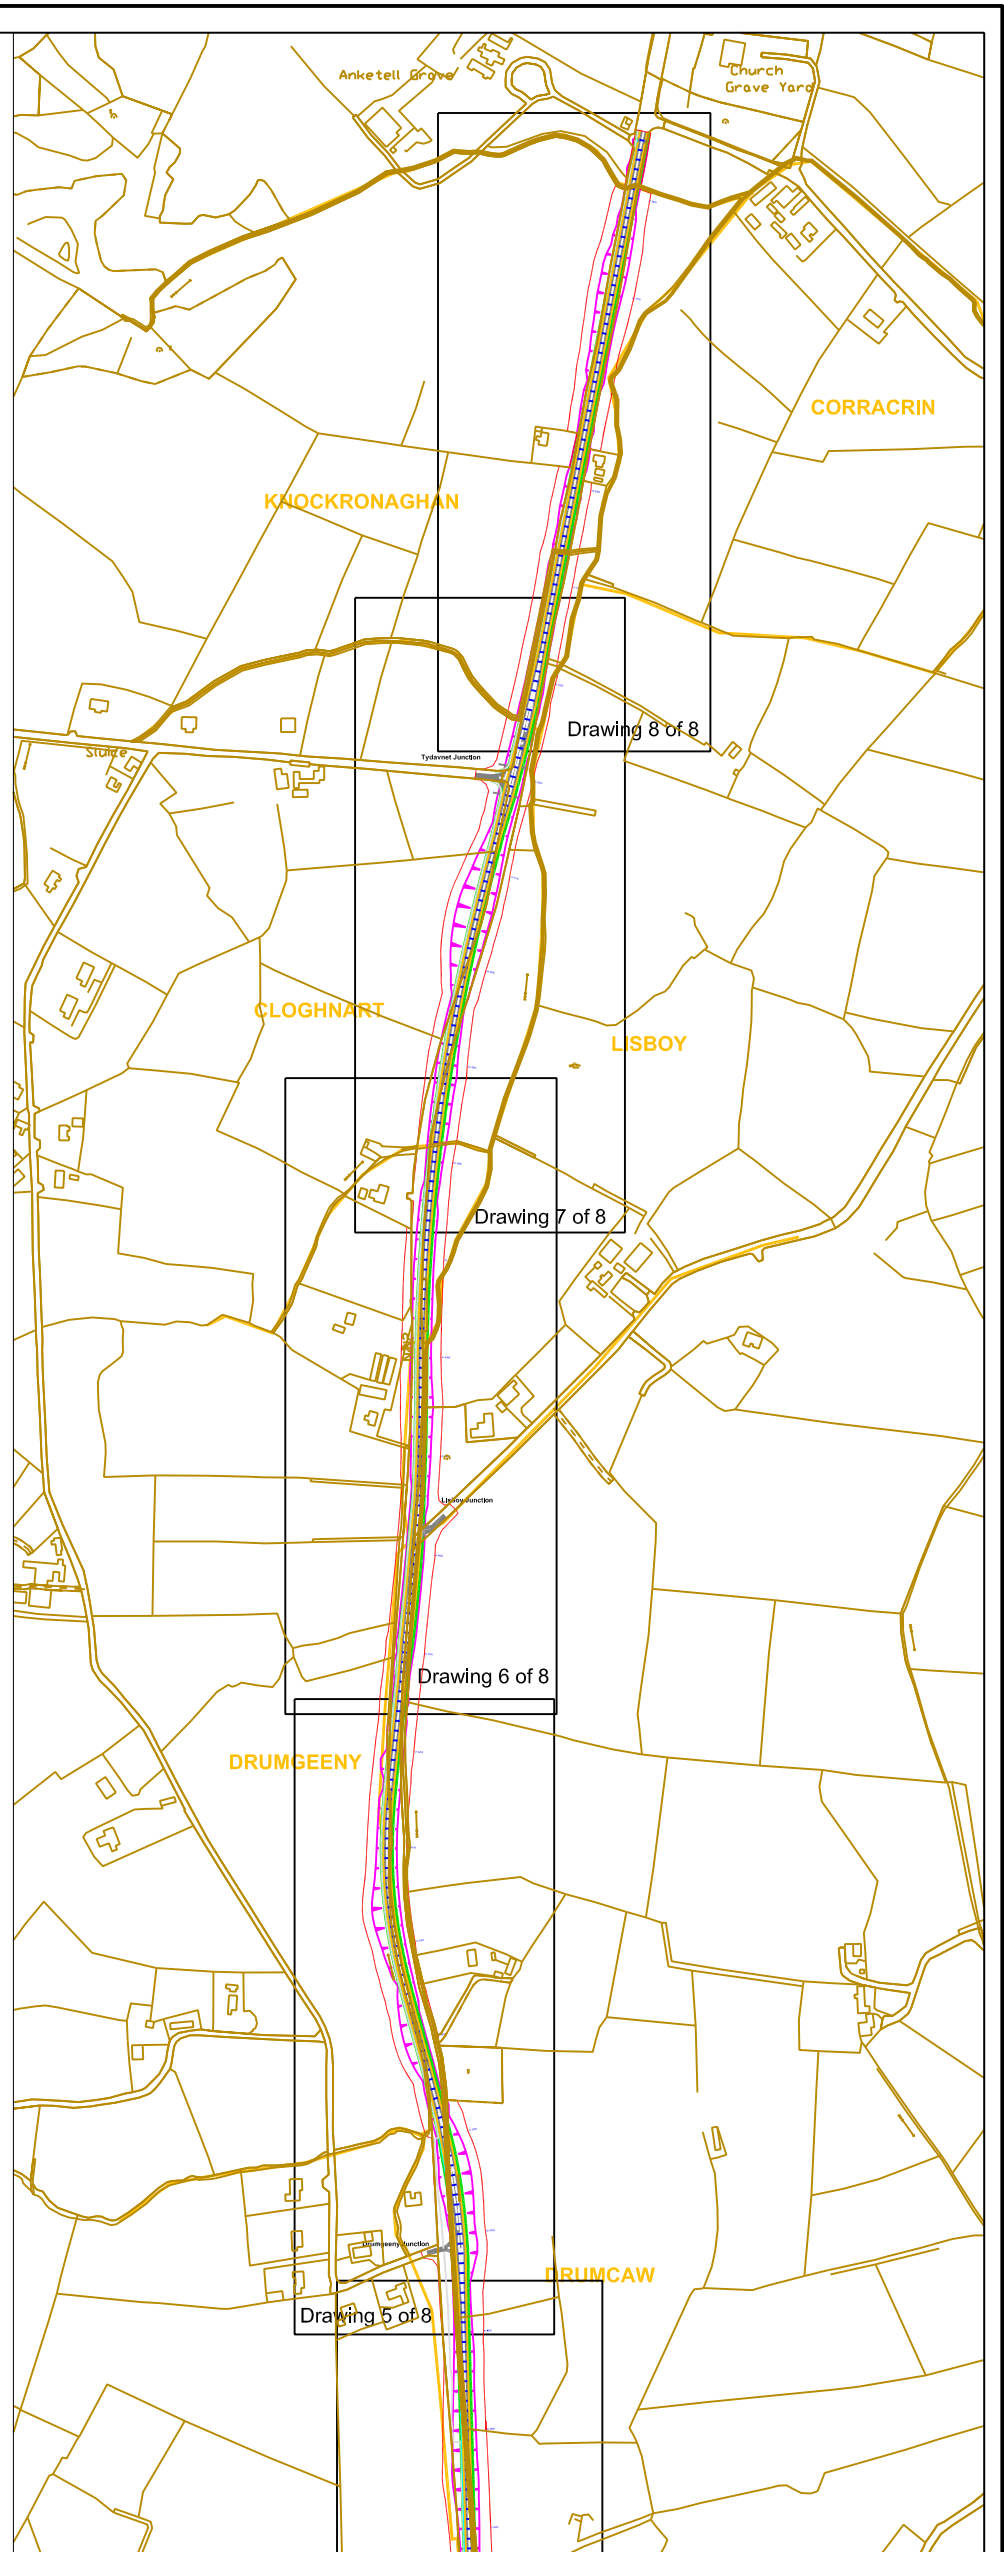 Anketell Grove
Church
Grave Yard
CORRACRIN
KNOCKRONAGHAN
Drawing 8 of 8
Sluice
Tydavnet Junction
CLOGHNART
LISBOY
Drawing 7 of 8
Lisboy Junction
Drawing 6 of 8
DRUMGEENY
Drumgeeny Junction
DRUMCAW
Drawing 5 of 8